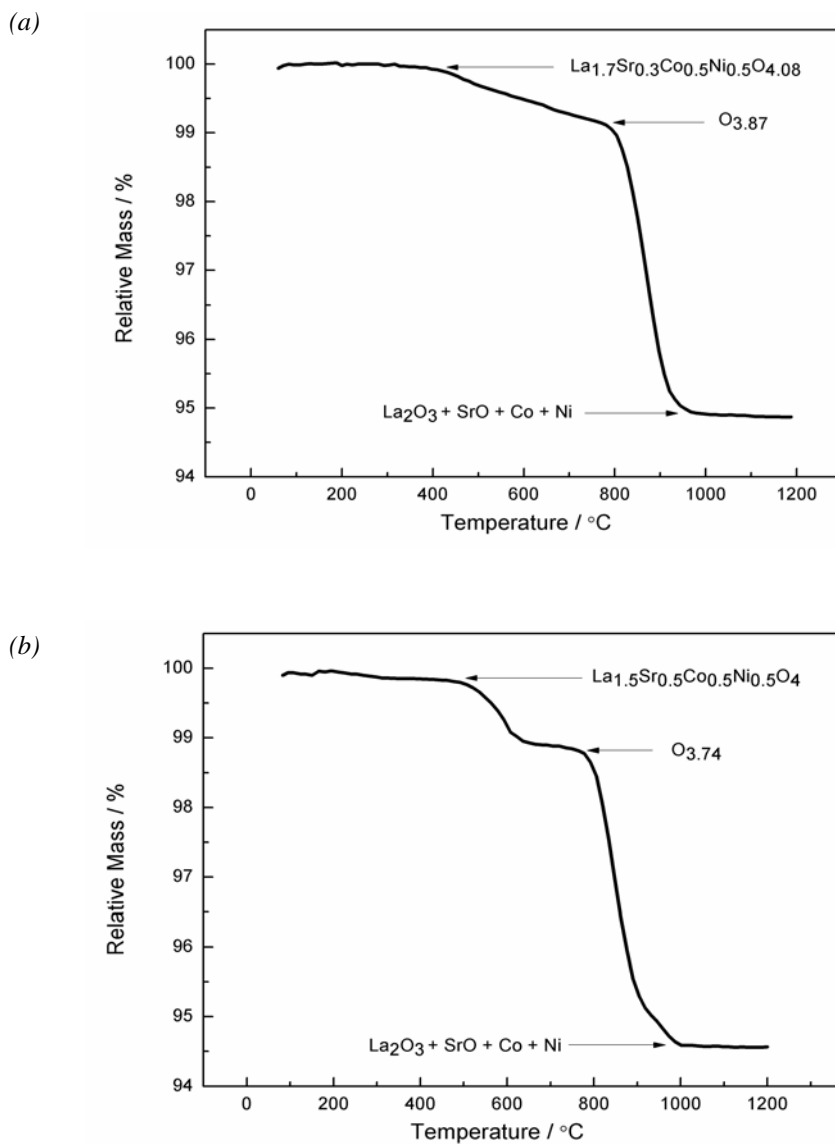 (a)
100
99
98
97
96
95
94
Relative Mass / %
La1.7Sr0.3Co0.5Ni0.5O4.08
O3.87
La2O3 + SrO + Co + Ni
0 200 400 600 800 1000 1200
Temperature / °C
(b)
100
99
98
97
96
95
94
Relative Mass / %
La1.5Sr0.5Co0.5Ni0.5O4
O3.74
La2O3 + SrO + Co + Ni
0 200 400 600 800 1000 1200
Temperature / °C